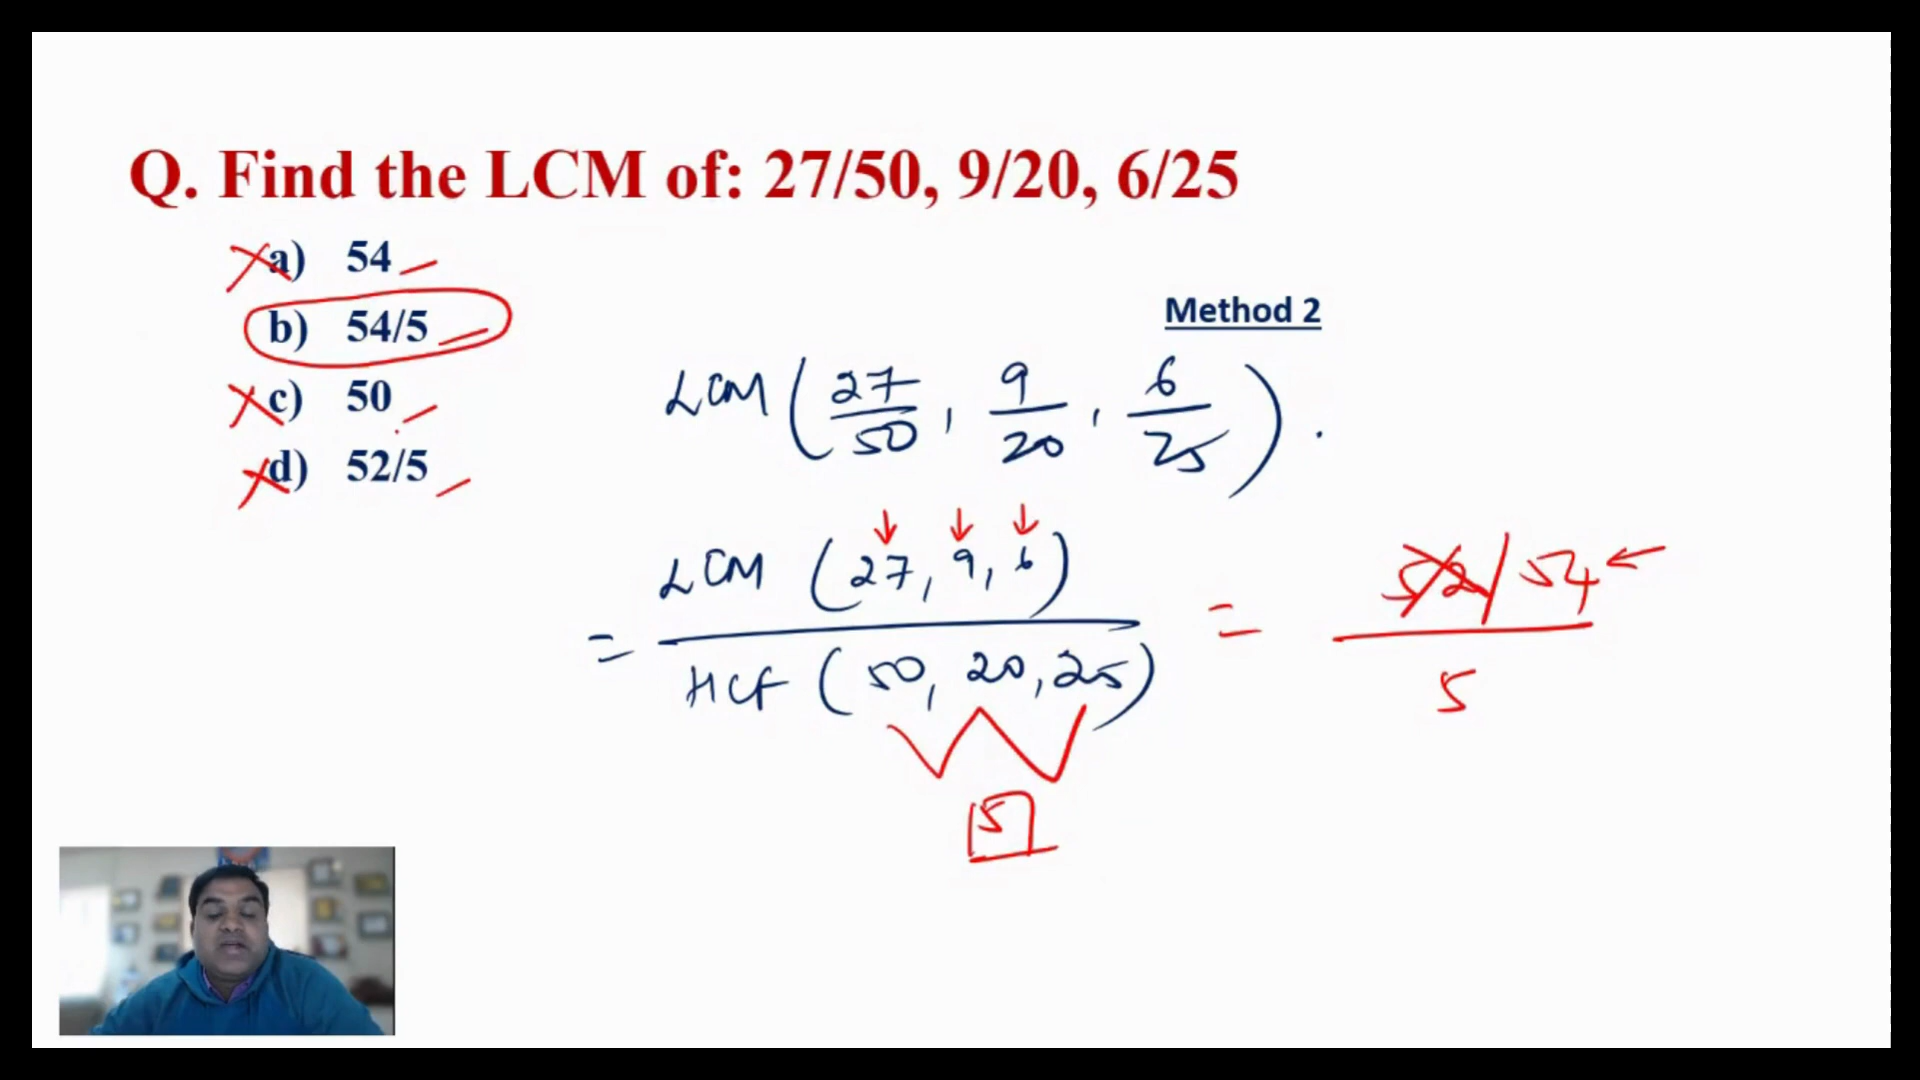 Q. Find the LCM of: 27/50, 9/20, 6/25
a) 54
b) 54/5
c) 50
d) 52/5
Method 2
LCM (27/50, 9/20, 6/25).
= LCM (27, 9, 6) / HCF (50, 20, 25) = 52/54 / 5
5